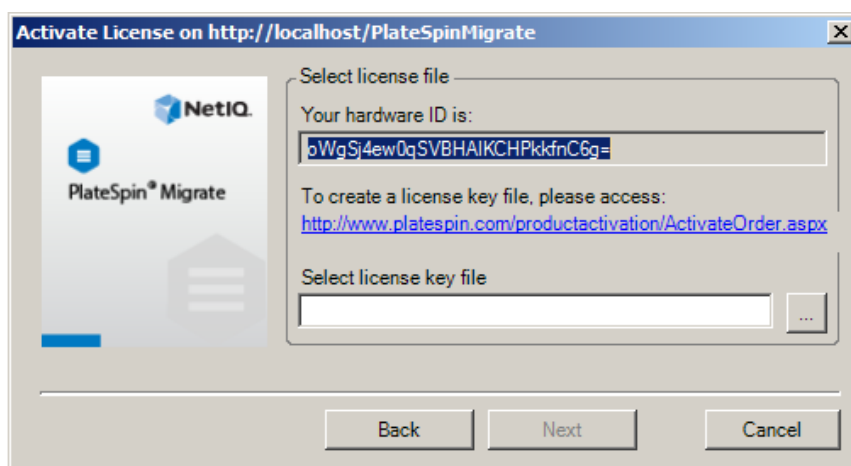 Activate License on http://localhost/PlateSpinMigrate
NetIQ.
PlateSpin® Migrate
Select license file
Your hardware ID is:
oWgSj4ew0qSVBHAIKCHPkkfnC6g=
To create a license key file, please access:
http://www.platespin.com/productactivation/ActivateOrder.aspx
Select license key file
...
Back
Next
Cancel